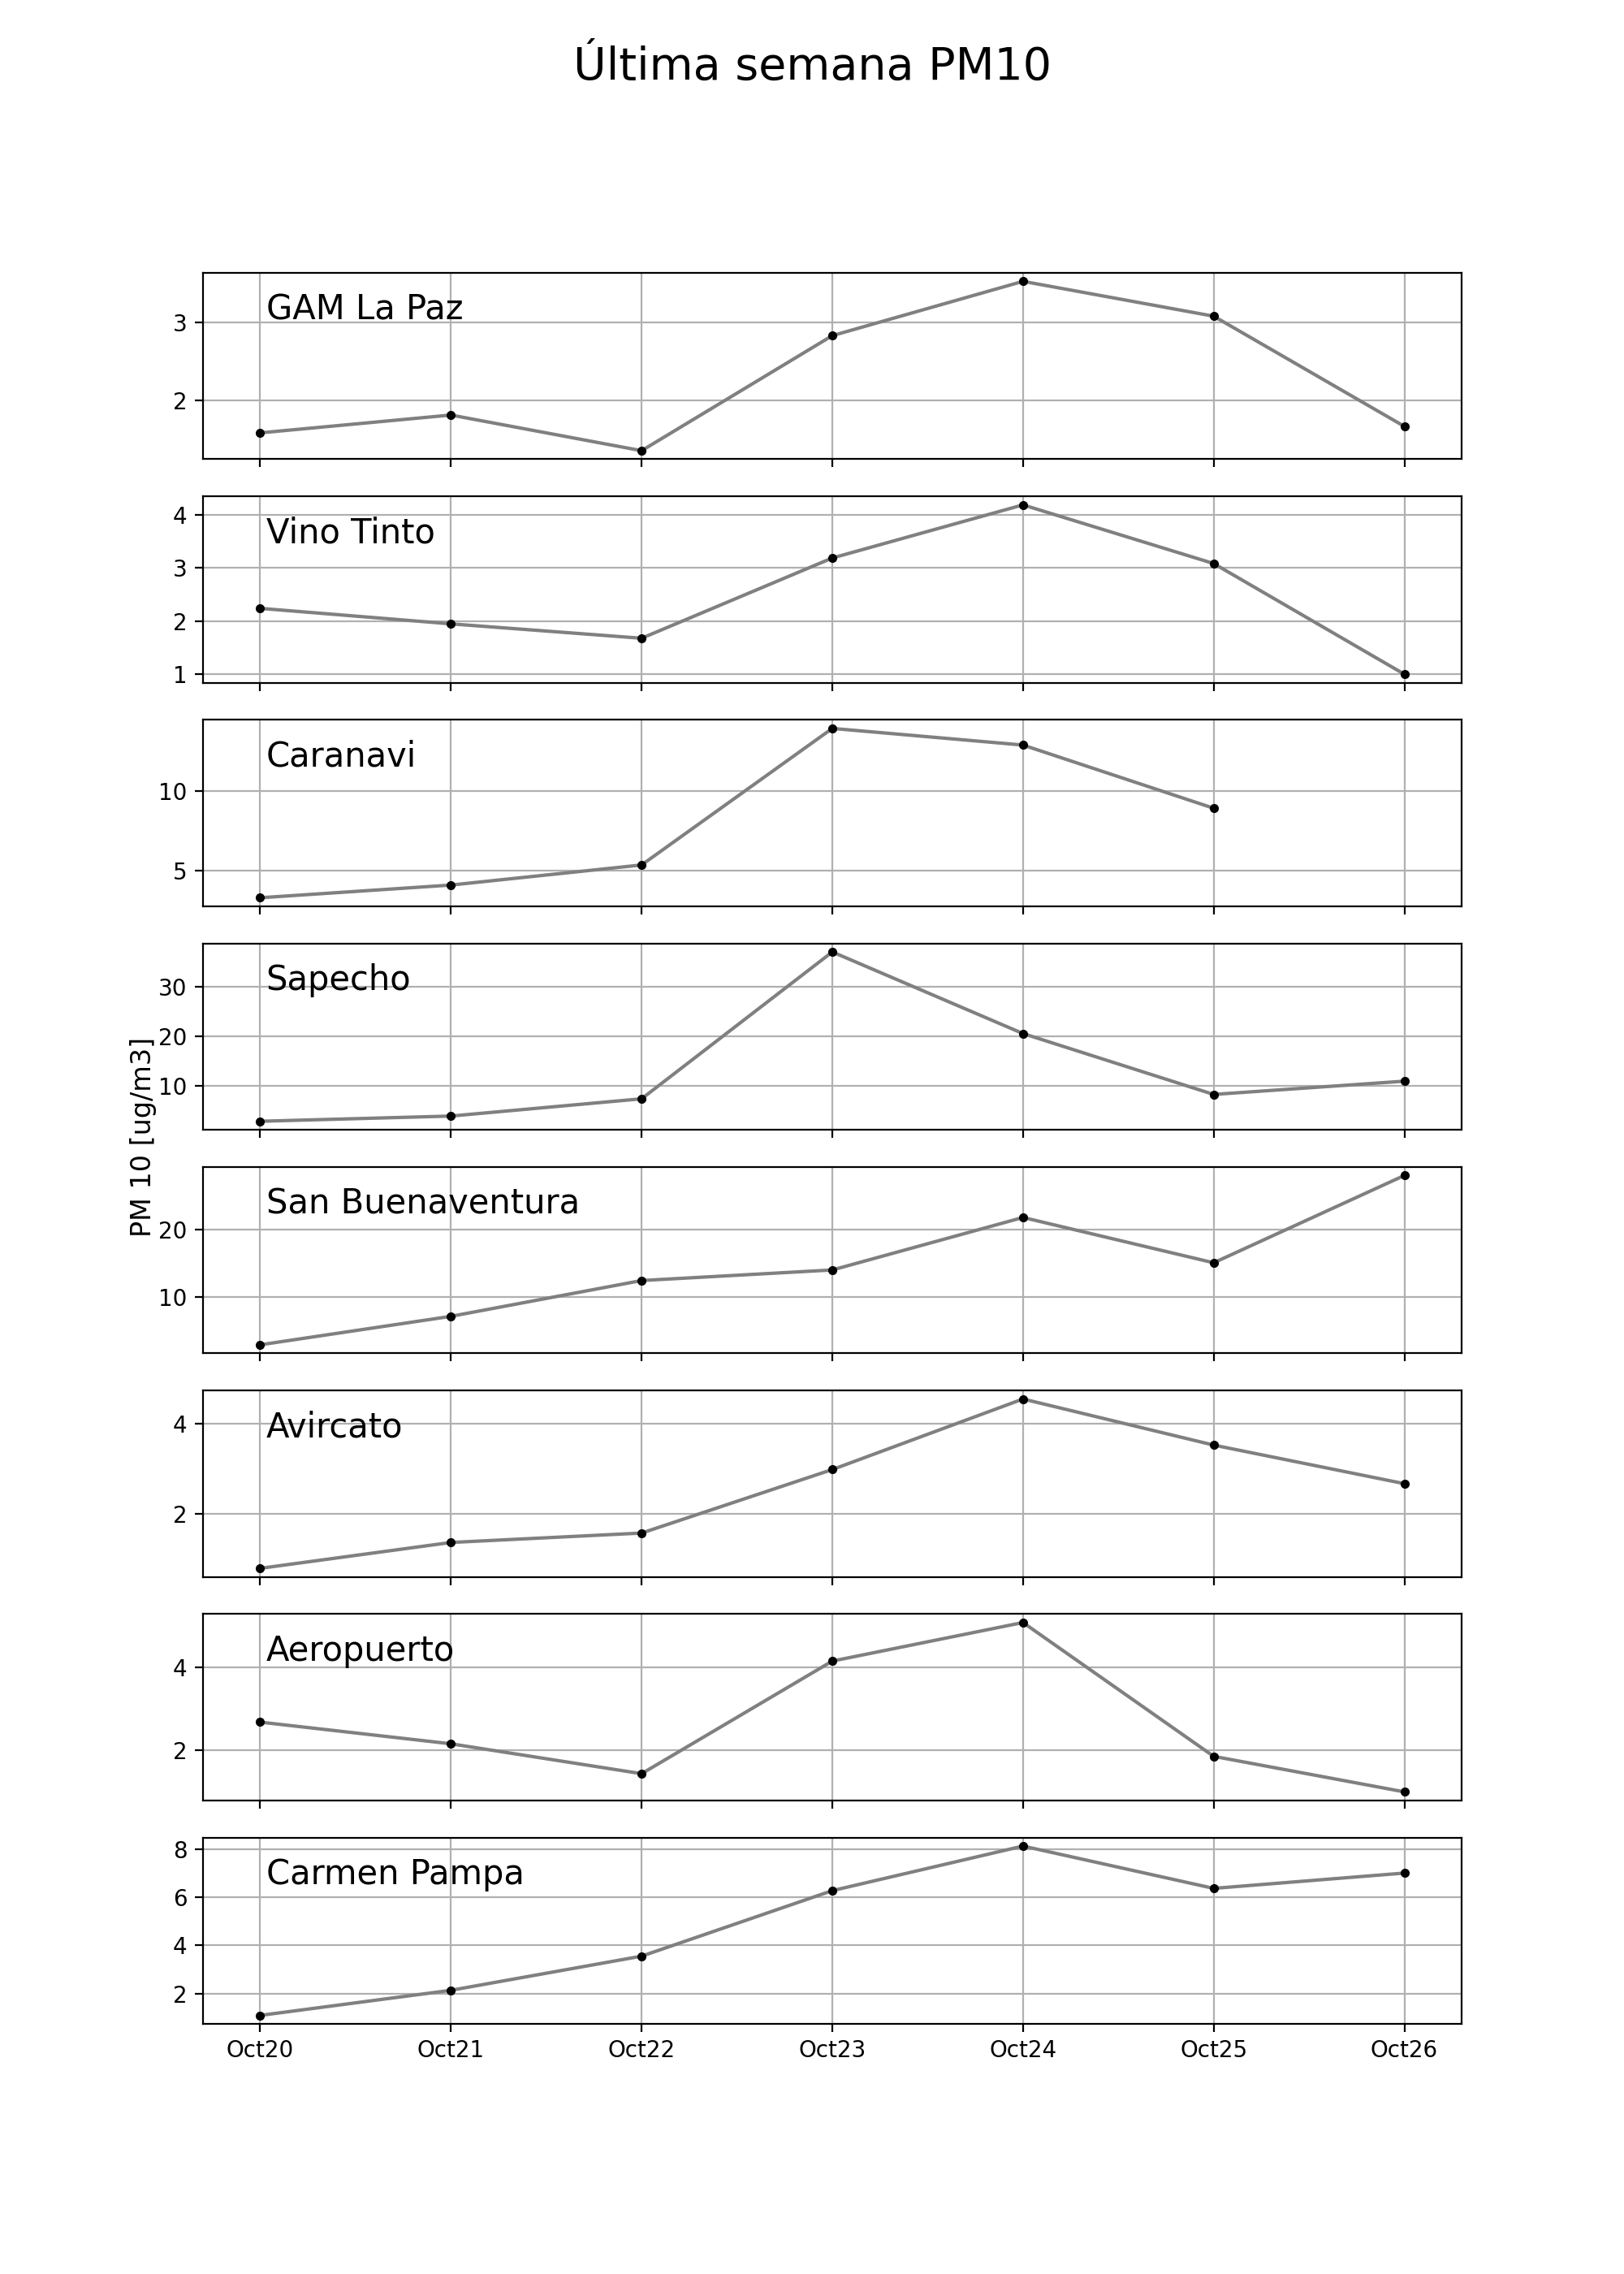 Última semana PM10
GAM La Paz
3
2
Vino Tinto
4
3
2
1
Caranavi
10
5
PM 10 [ug/m3]
Sapecho
30
20
10
San Buenaventura
20
10
Avircato
4
2
Aeropuerto
4
2
Carmen Pampa
8
6
4
2
Oct20 Oct21 Oct22 Oct23 Oct24 Oct25 Oct26